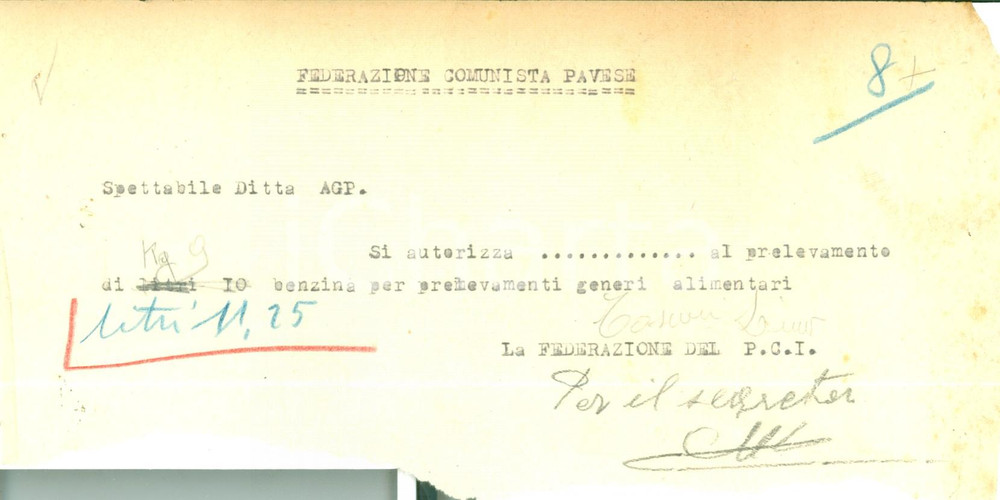 FEDERAZIONE COMUNISTA PAVESE
8
Spettabile Ditta AGP.
Kg 9
Si autorizza .............. al prelevamento
di litri IO benzina per prelevamenti generi alimentari
litri 11,25
La FEDERAZIONE DEL P.C.I.
Per il segretar